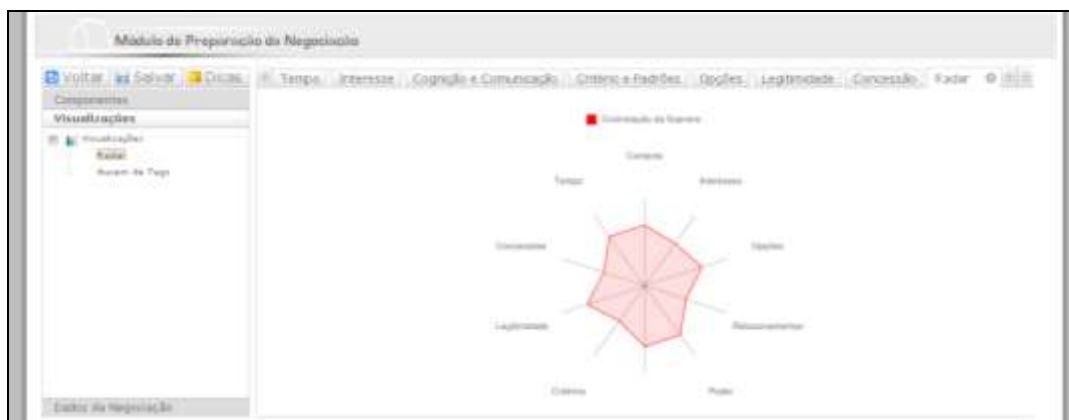 Módulo de Preparação da Negociação
Voltar Salvar Dicas
Tempo Interesse Cognição e Comunicação Critério e Padrões Opções Legitimidade Concessão Radar
Componentes
Visualizações
Visualizações
Radar
Nuvem de Tags
Contexto
Tempo
Interesses
Concessões
Opções
Legitimidade
Relacionamentos
Critérios
Poder
Dados da Negociação